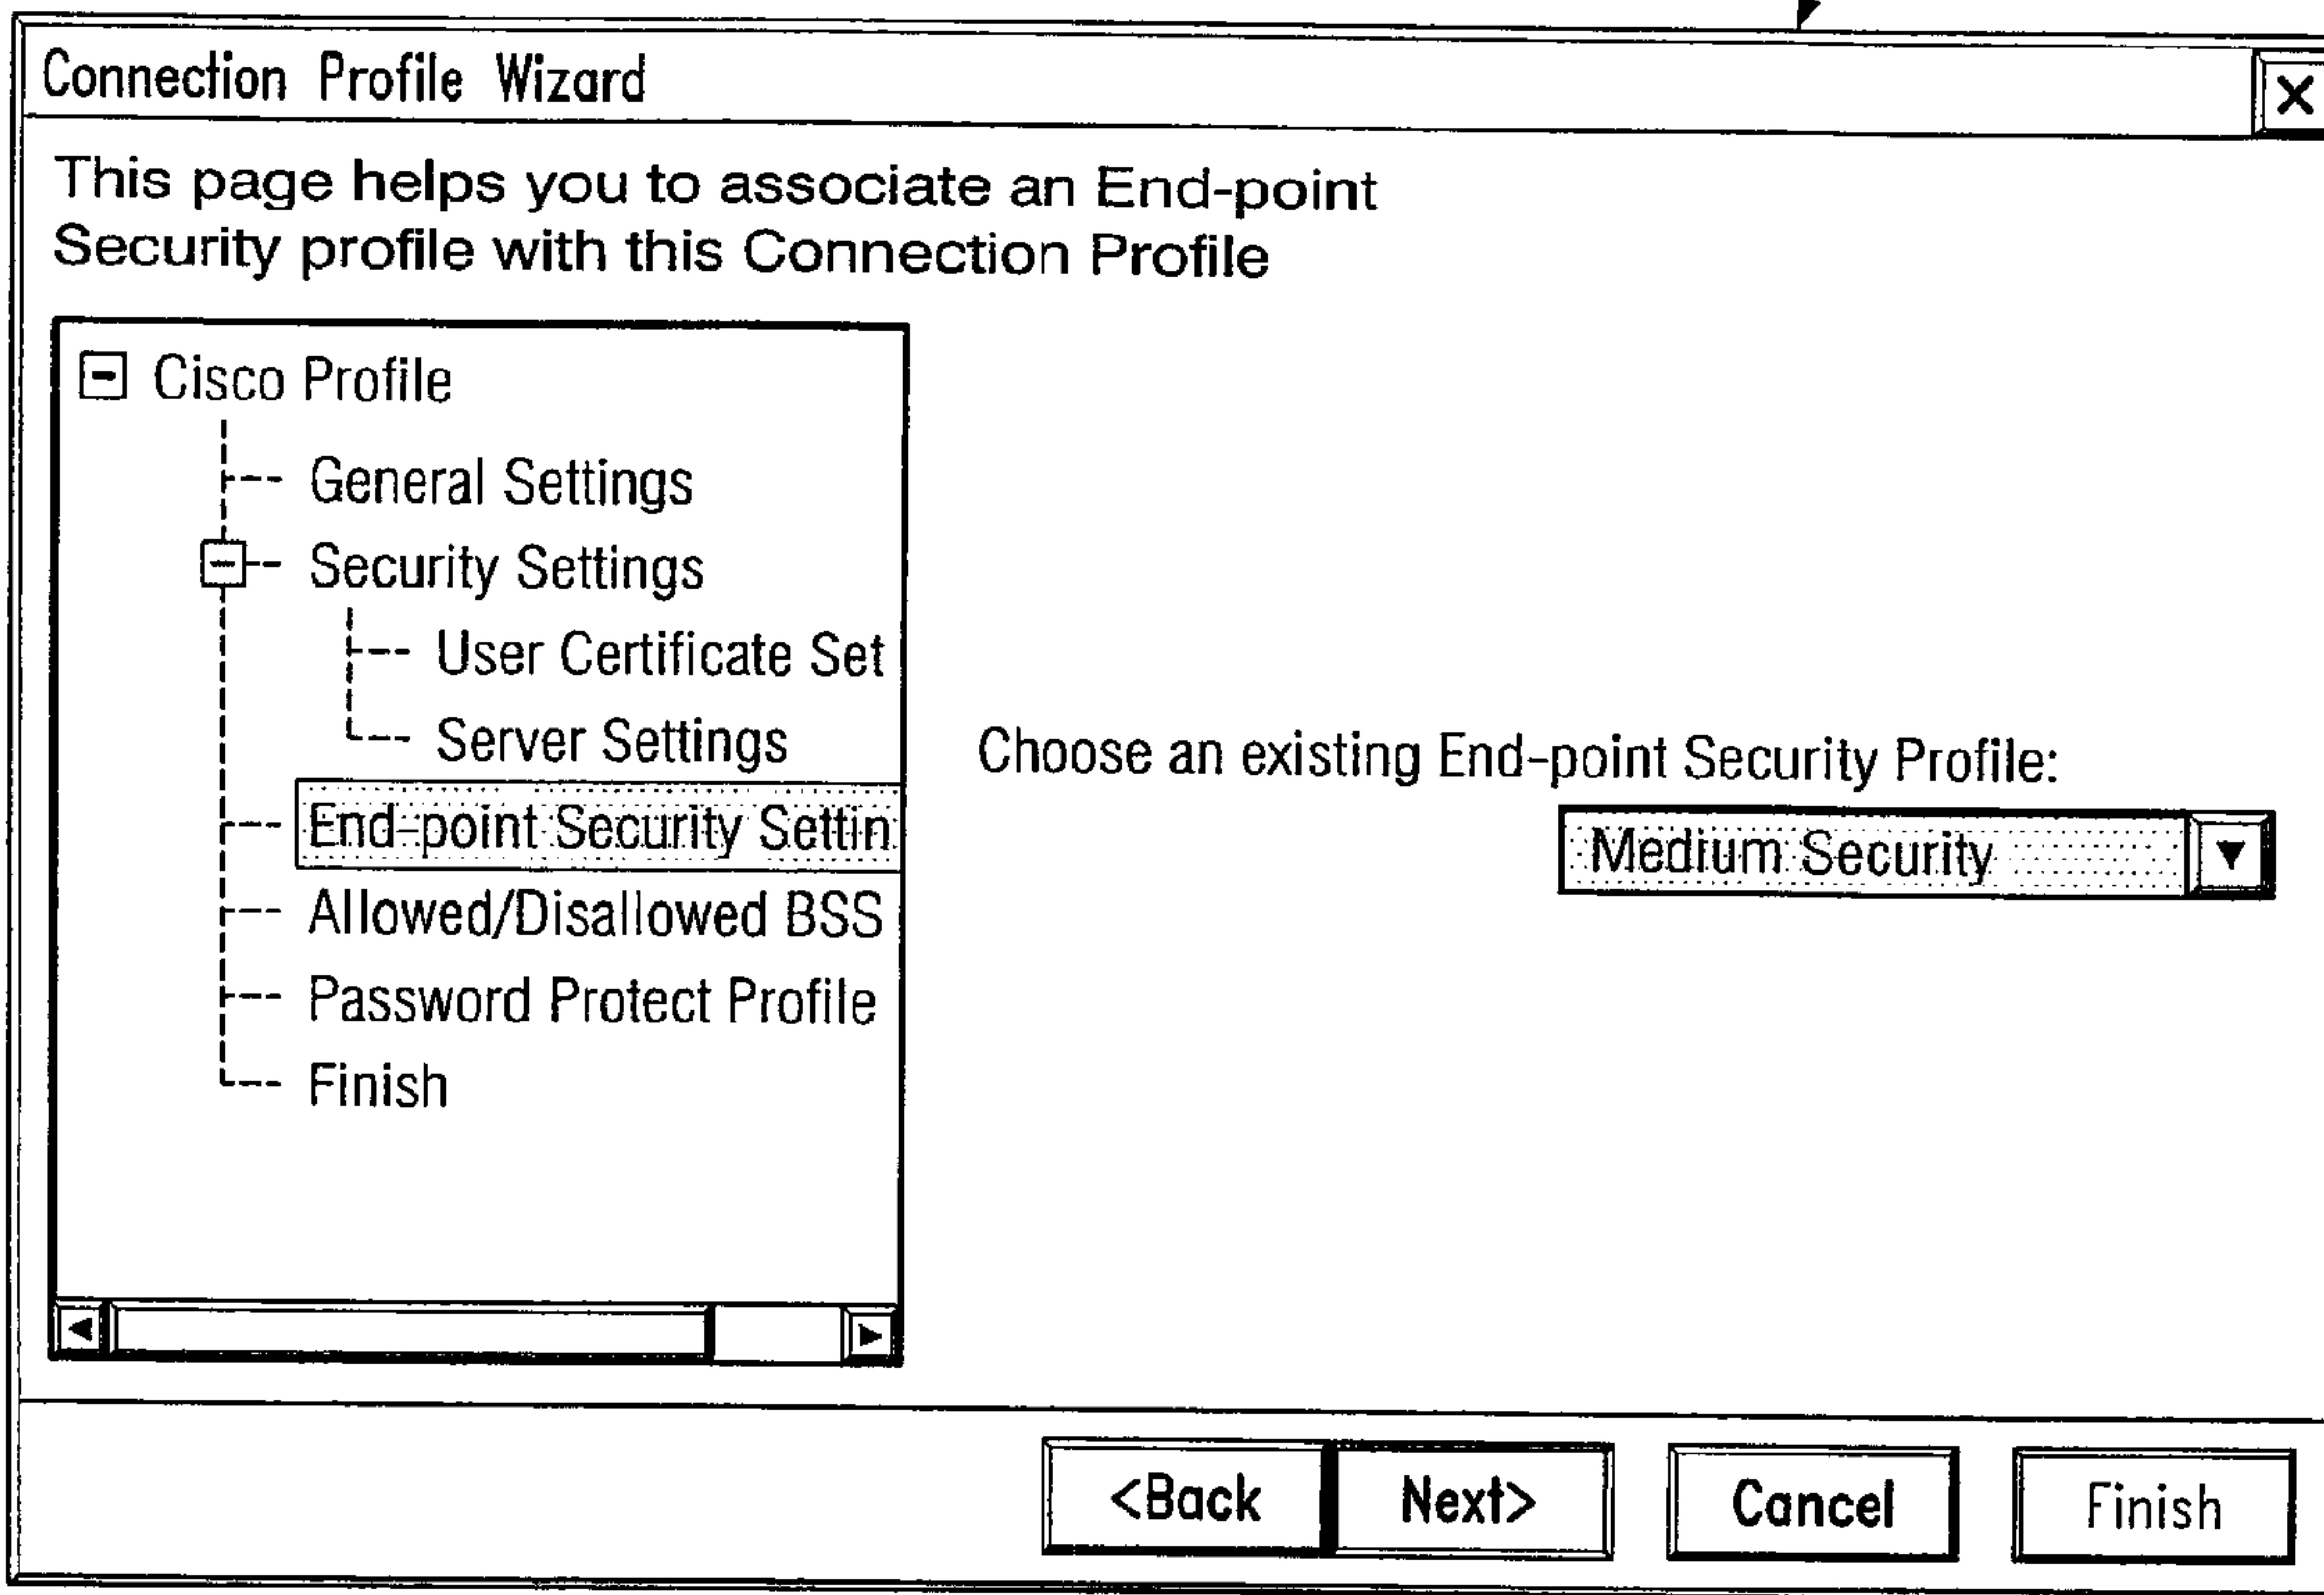 Connection Profile Wizard
This page helps you to associate an End-point
Security profile with this Connection Profile
Cisco Profile
General Settings
Security Settings
User Certificate Set
Server Settings
End-point Security Settin
Allowed/Disallowed BSS
Password Protect Profile
Finish
Choose an existing End-point Security Profile:
Medium Security
<Back
Next>
Cancel
Finish